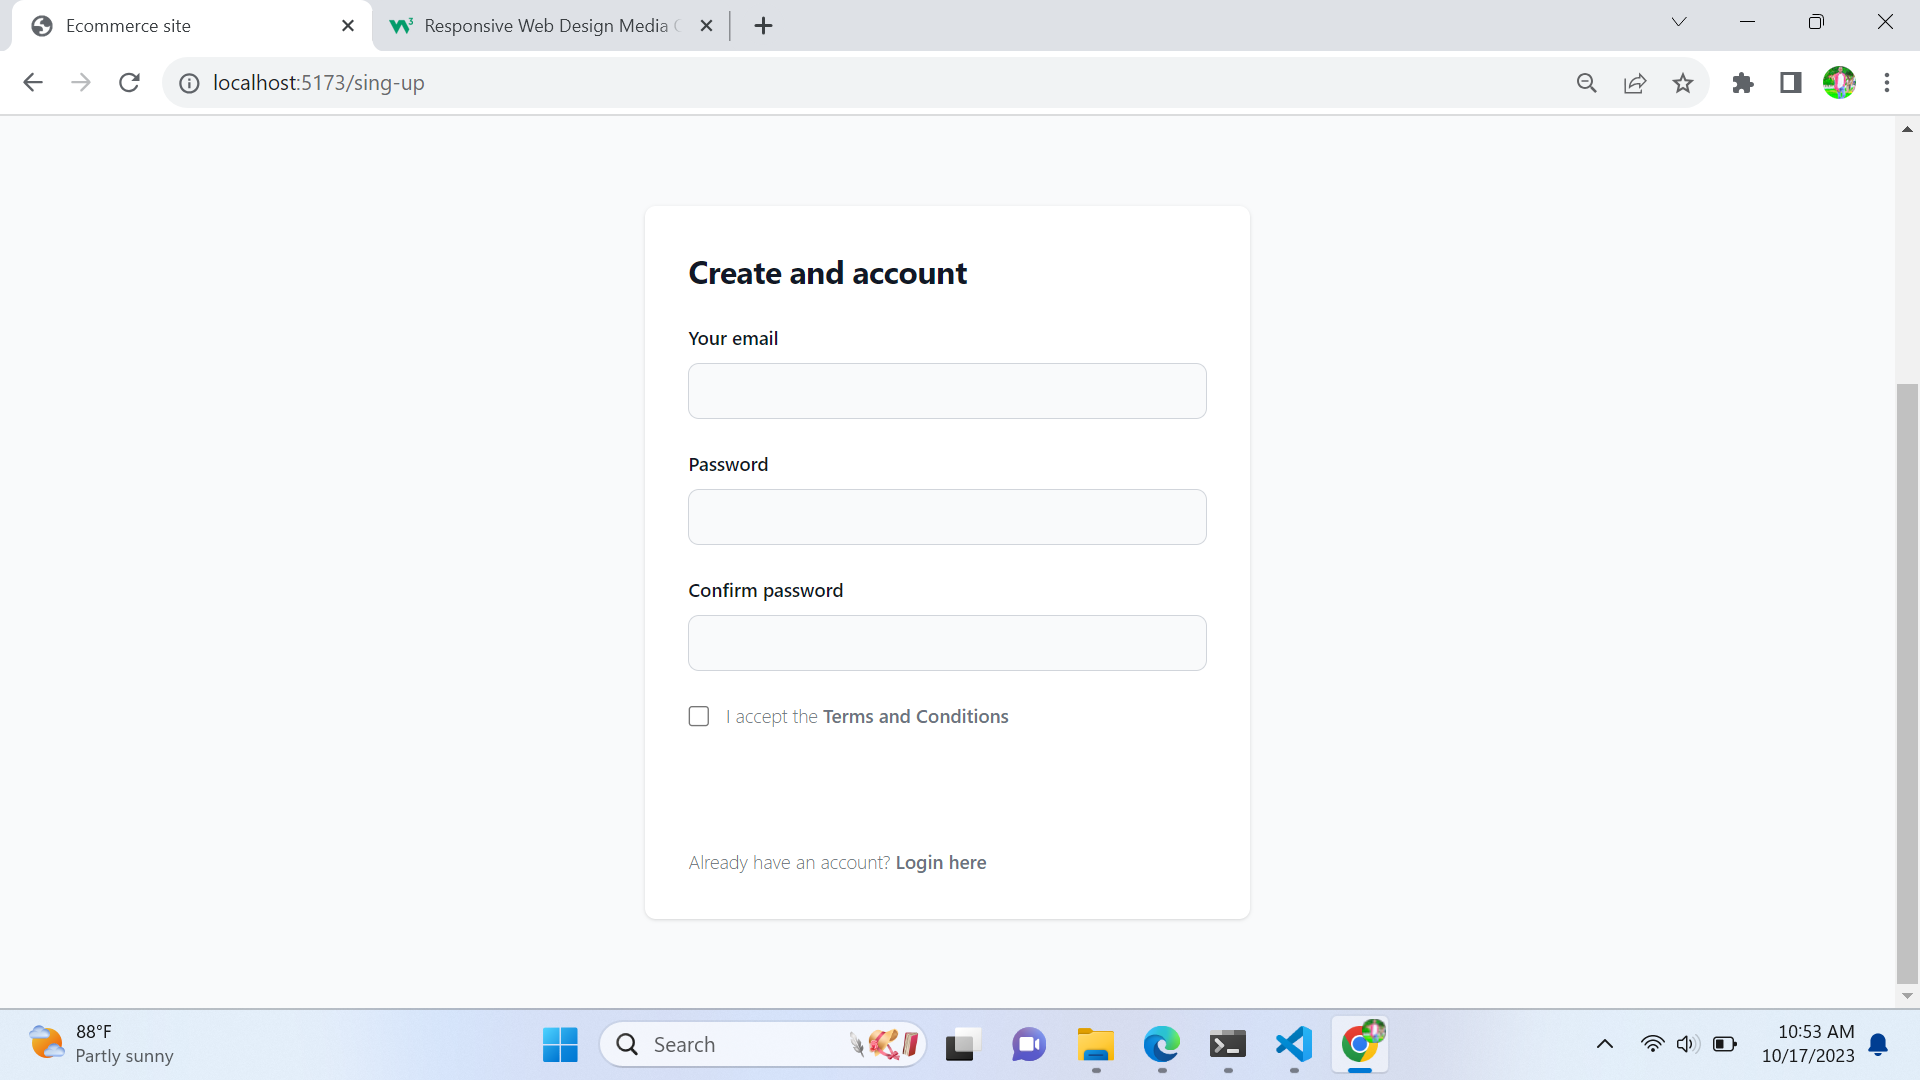 Ecommerce site
Responsive Web Design Media
localhost:5173/sing-up
Create and account
Your email
Password
Confirm password
I accept the Terms and Conditions
Already have an account? Login here
88°F
Partly sunny
Search
10:53 AM
10/17/2023